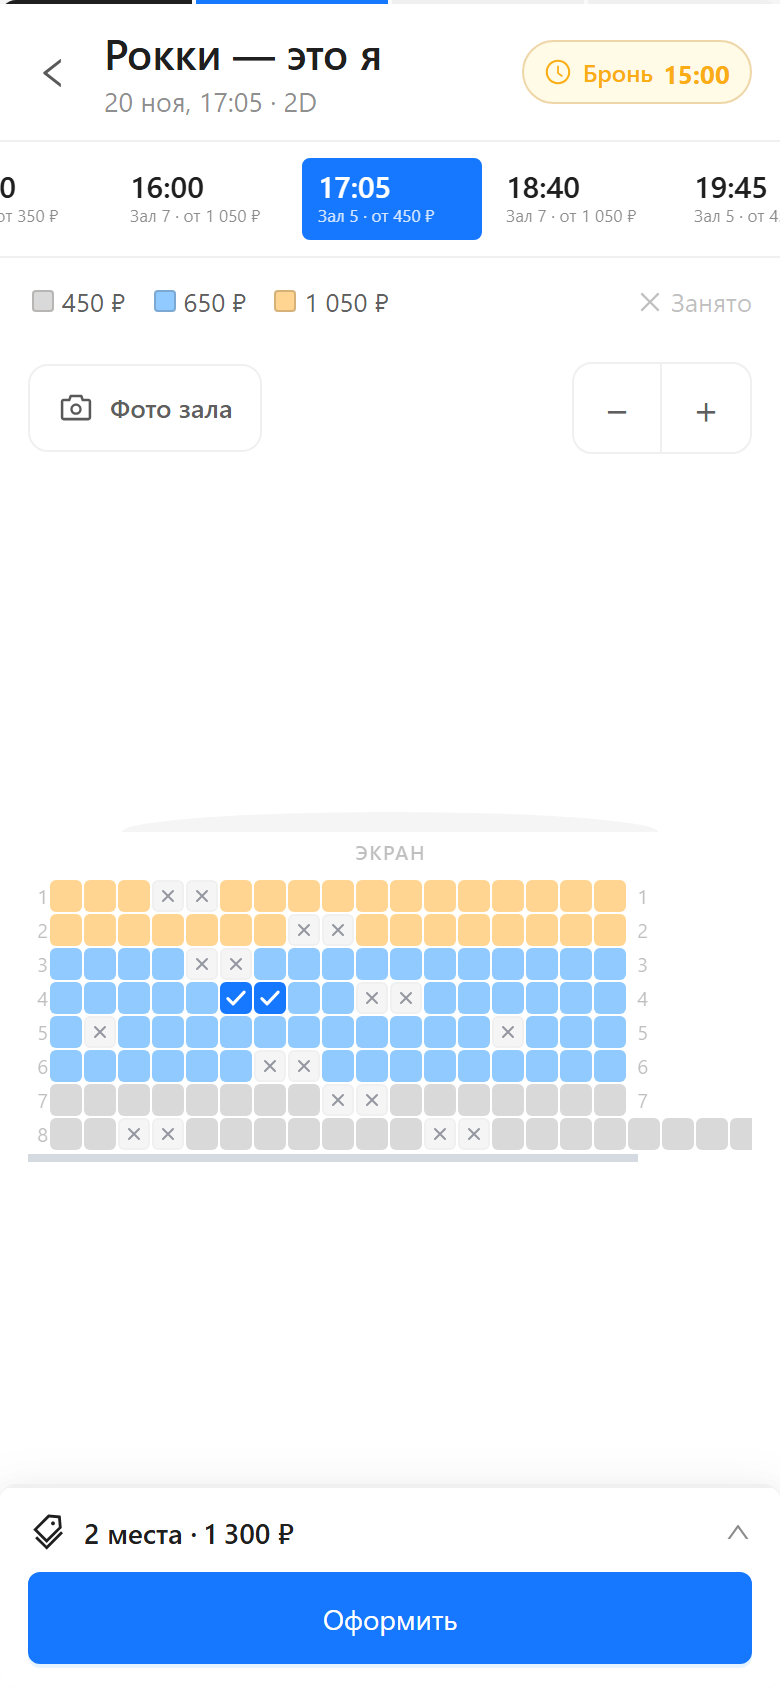 Рокки — это я
20 ноя, 17:05 · 2D
Бронь 15:00
0 16:00 17:05 18:40 19:45
от 350 ₽ Зал 7 · от 1 050 ₽ Зал 5 · от 450 ₽ Зал 7 · от 1 050 ₽ Зал 5 · от 4
450 ₽ 650 ₽ 1 050 ₽ Занято
Фото зала − +
ЭКРАН
1 1
2 2
3 3
4 4
5 5
6 6
7 7
8
2 места · 1 300 ₽
Оформить